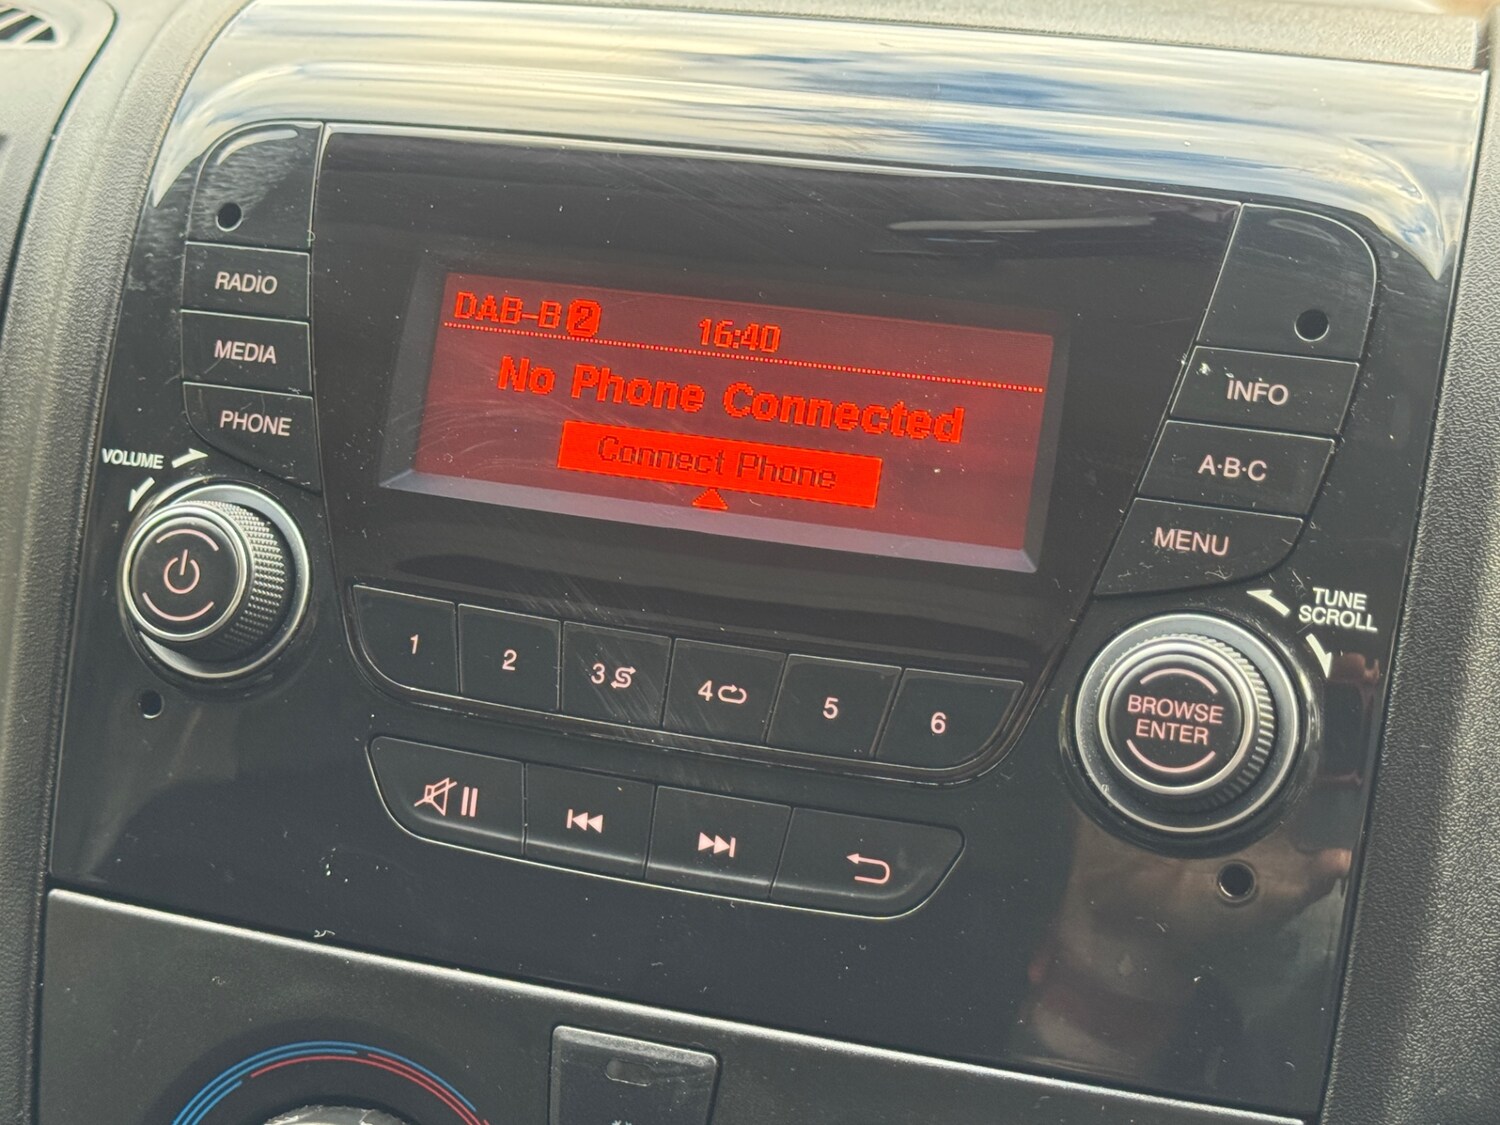 RADIO
MEDIA
PHONE
VOLUME
DAB-B 2 16:40
No Phone Connected
Connect Phone
INFO
A·B·C
MENU
TUNE
SCROLL
1 2 3 4 5 6
BROWSE
ENTER